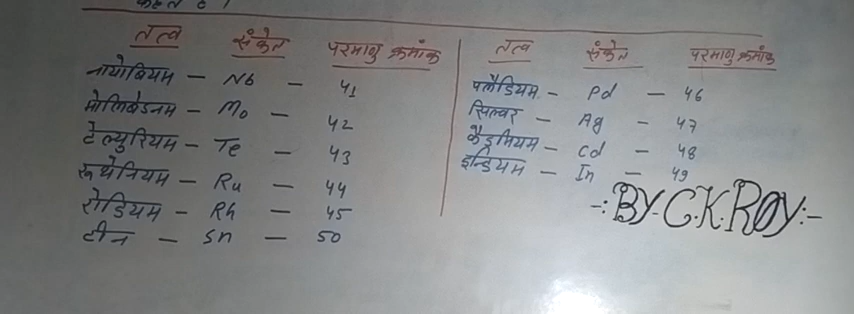 तत्व संकेत परमाणु क्रमांक
नायोबियम - Nb - 41
मोलिबेडनम - Mo - 42
टेल्युरियम - Te - 43
रूथेनियम - Ru - 44
रोडियम - Rh - 45
टीन - Sn - 50
तत्व संकेत परमाणु क्रमांक
पलैडियम - Pd - 46
सिल्वर - Ag - 47
कैडमियम - Cd - 48
इन्डियम - In - 49
-:BY.C.K.ROY:-